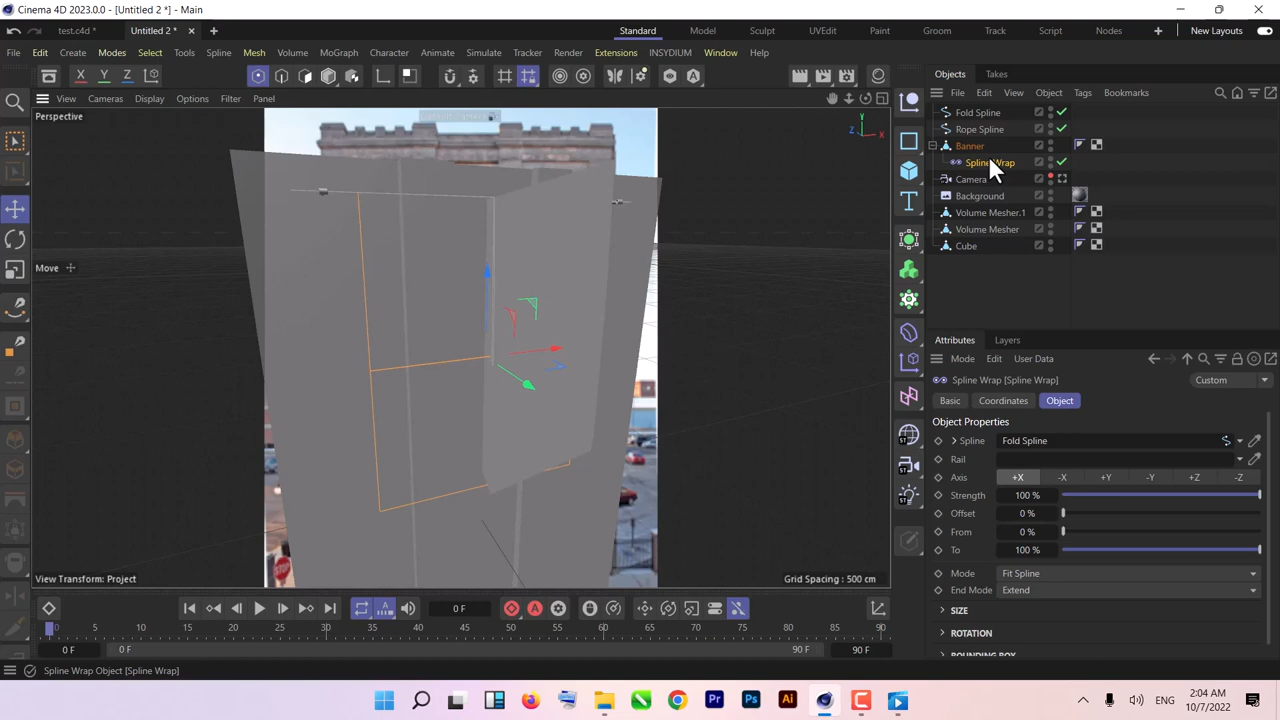 Cinema 4D 2023.0.0 - [Untitled 2 *] - Main
test.c4d *
Untitled 2 *
Standard
Model
Sculpt
UVEdit
Paint
Groom
Track
Script
Nodes
New Layouts
File Edit Create Modes Select Tools Spline Mesh Volume MoGraph Character Animate Simulate Tracker Render Extensions INSYDIUM Window Help
X Y Z
Objects Takes
View Cameras Display Options Filter Panel
File Edit View Object Tags Bookmarks
Perspective
Y
Z
X
Fold Spline
Rope Spline
Banner
Spline Wrap
Camera
Background
Volume Mesher.1
Volume Mesher
Cube
Move
Attributes Layers
Mode Edit User Data
Spline Wrap [Spline Wrap]
Custom
Basic Coordinates Object
Object Properties
Spline Fold Spline
Rail
Axis +X -X +Y -Y +Z -Z
Strength 100 %
Offset 0 %
From 0 %
To 100 %
Mode Fit Spline
End Mode Extend
SIZE
ROTATION
BOUNDING BOX
ST
ST
ST
View Transform: Project
Grid Spacing : 500 cm
0 F
0 5 10 15 20 25 30 35 40 45 50 55 60 65 70 75 80 85 90
0 F 0 F 90 F 90 F
Spline Wrap Object [Spline Wrap]
Pr Ps Ai
ENG
2:04 AM
10/7/2022